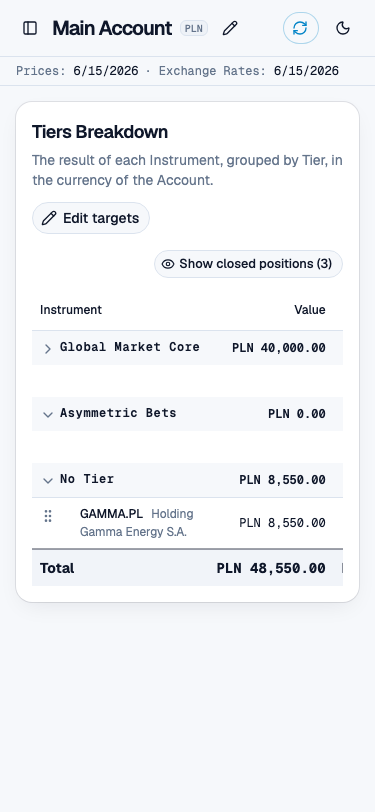 Main Account PLN
Prices: 6/15/2026 · Exchange Rates: 6/15/2026
Tiers Breakdown
The result of each Instrument, grouped by Tier, in
the currency of the Account.
Edit targets
Show closed positions (3)
Instrument Value
Global Market Core PLN 40,000.00
Asymmetric Bets PLN 0.00
No Tier PLN 8,550.00
GAMMA.PL Holding PLN 8,550.00
Gamma Energy S.A.
Total PLN 48,550.00